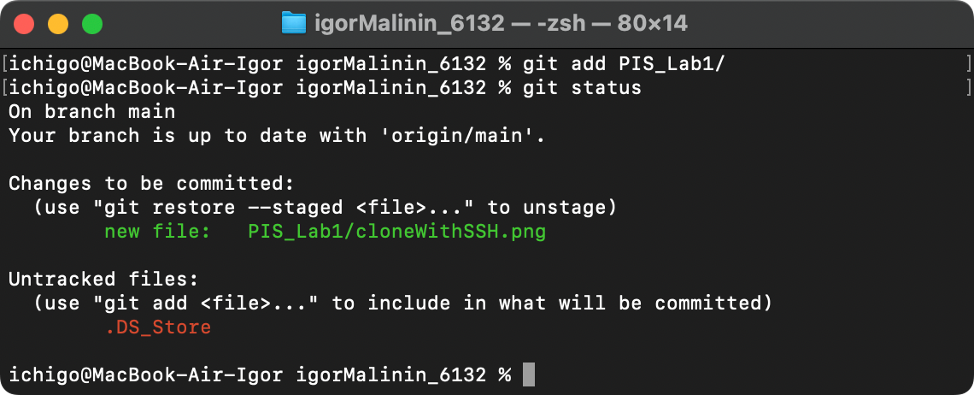 igorMalinin_6132 — -zsh — 80×14
[ichigo@MacBook-Air-Igor igorMalinin_6132 % git add PIS_Lab1/ ]
[ichigo@MacBook-Air-Igor igorMalinin_6132 % git status ]
On branch main
Your branch is up to date with 'origin/main'.

Changes to be committed:
  (use "git restore --staged <file>..." to unstage)
        new file:   PIS_Lab1/cloneWithSSH.png

Untracked files:
  (use "git add <file>..." to include in what will be committed)
        .DS_Store

ichigo@MacBook-Air-Igor igorMalinin_6132 %